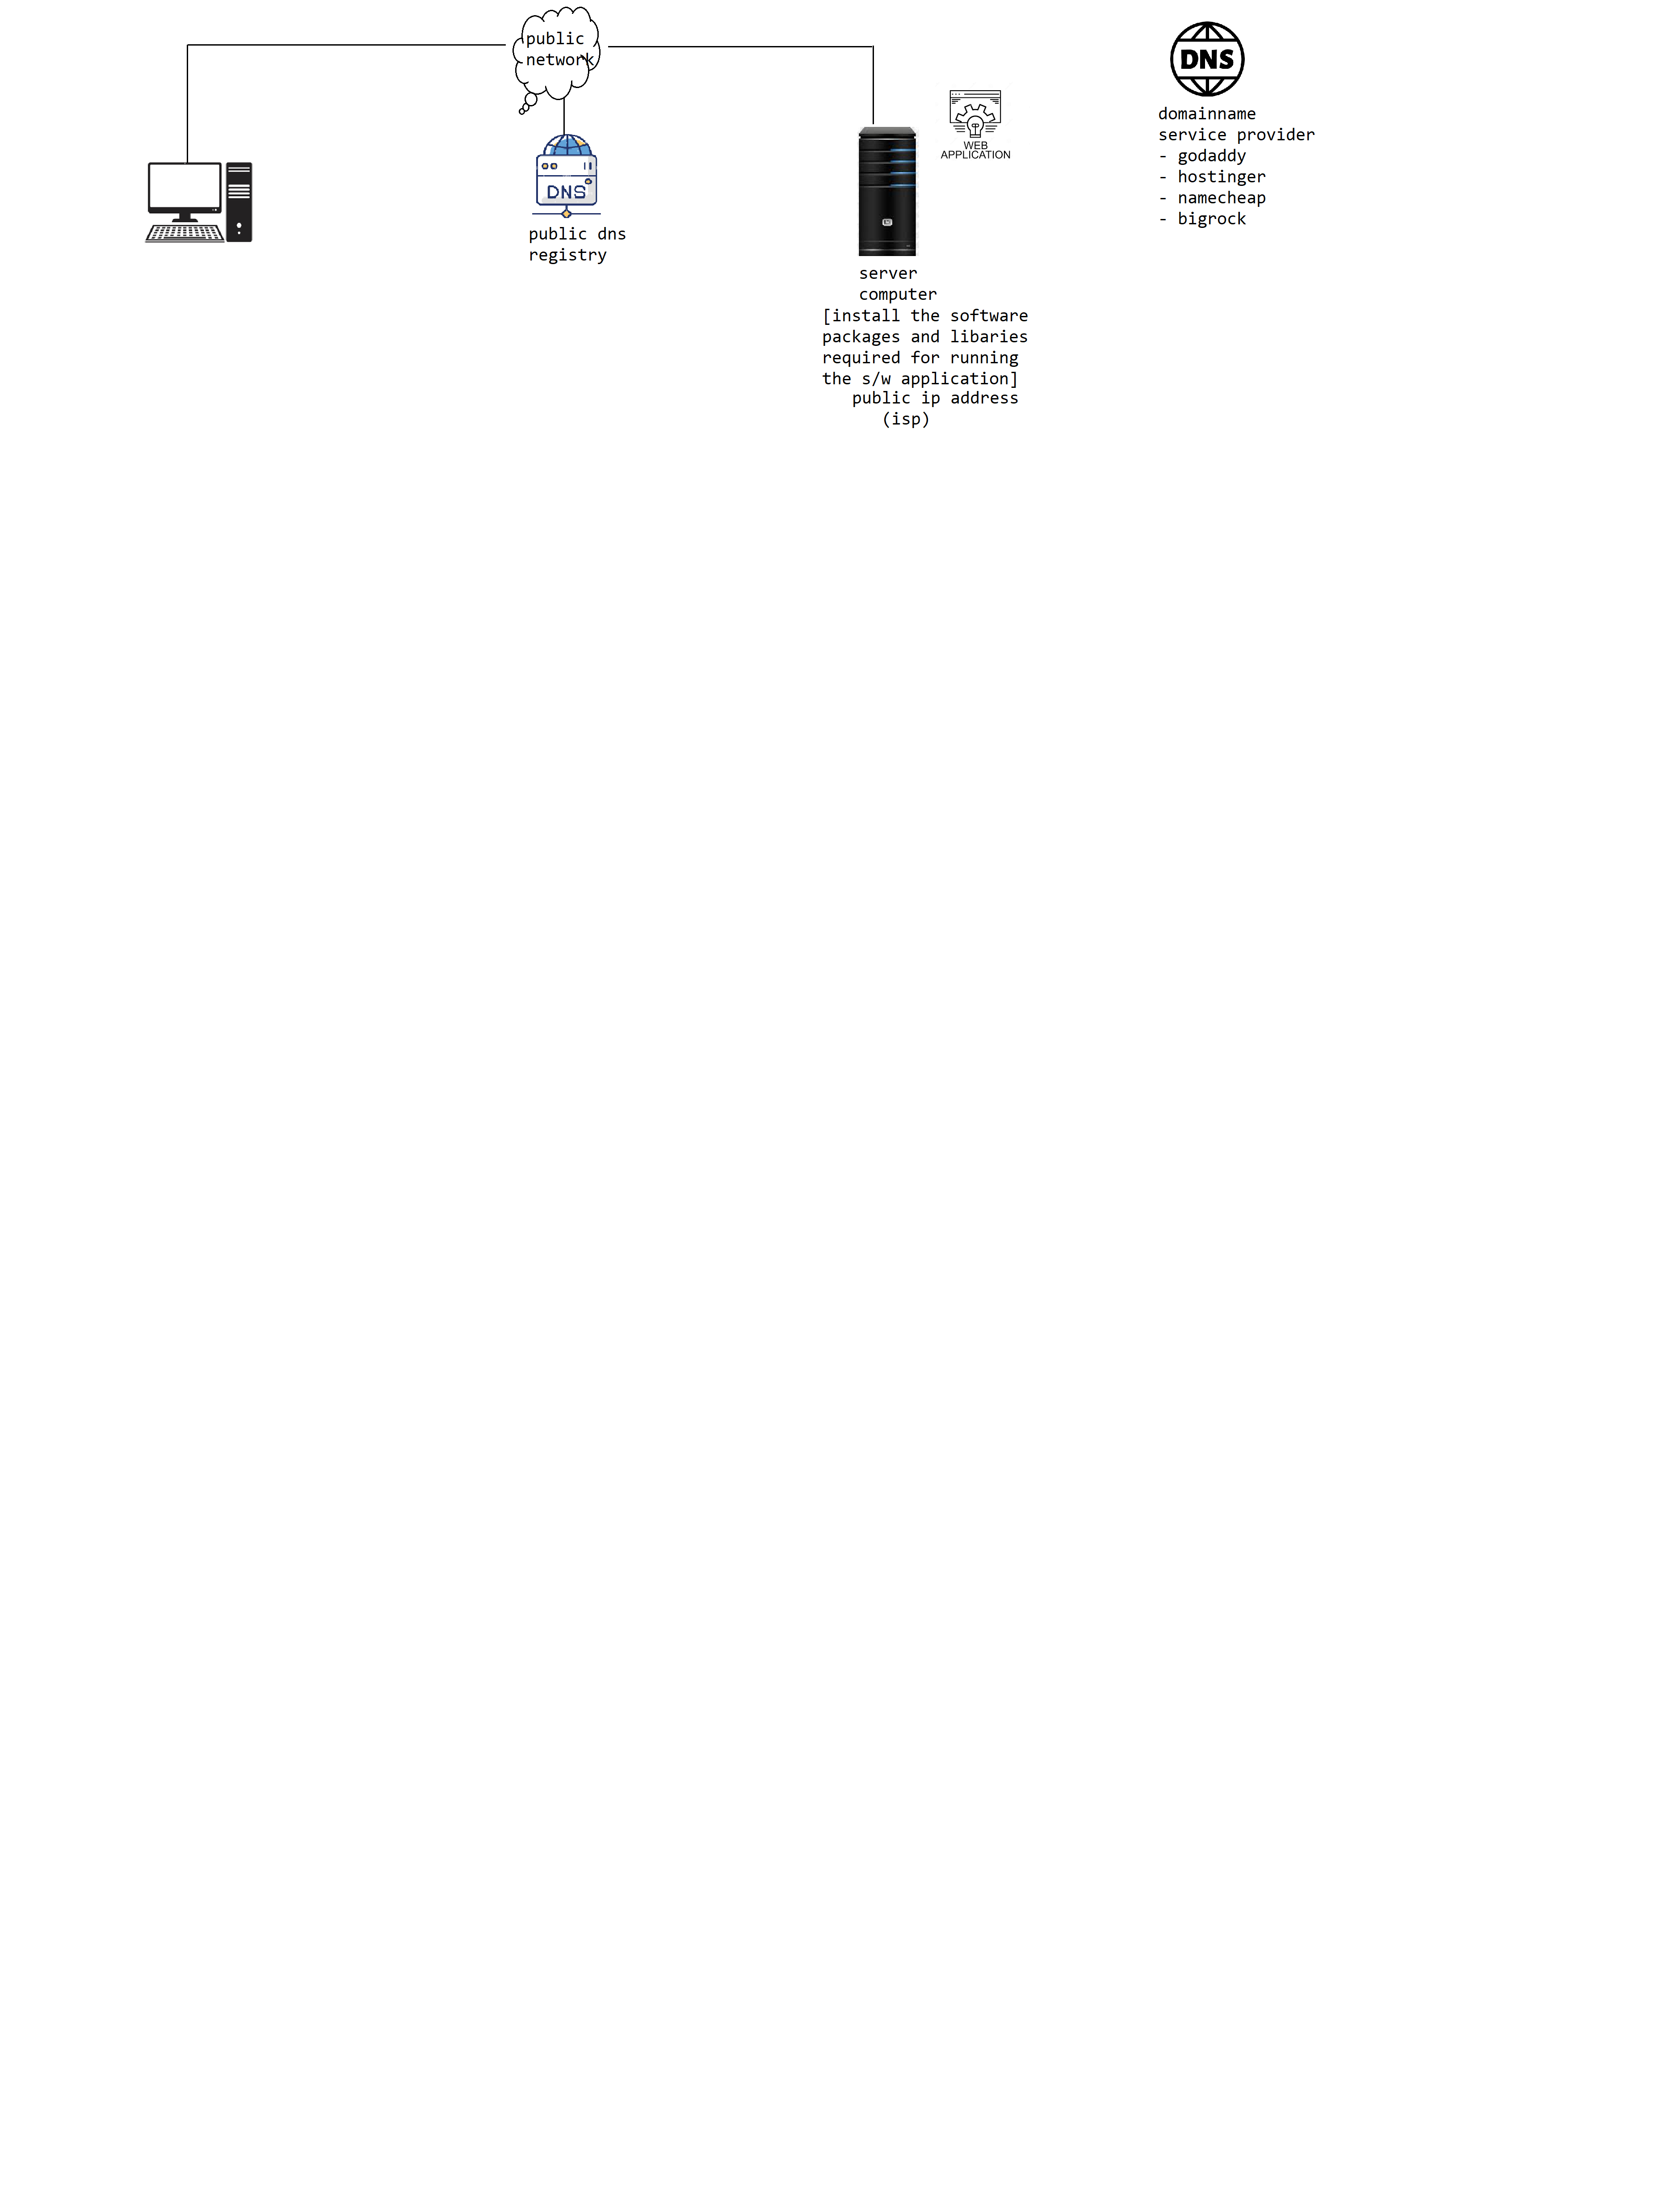 public
network
DNS
public dns
registry
WEB
APPLICATION
server
computer
[install the software
packages and libaries
required for running
the s/w application]
public ip address
(isp)
DNS
domainname
service provider
- godaddy
- hostinger
- namecheap
- bigrock